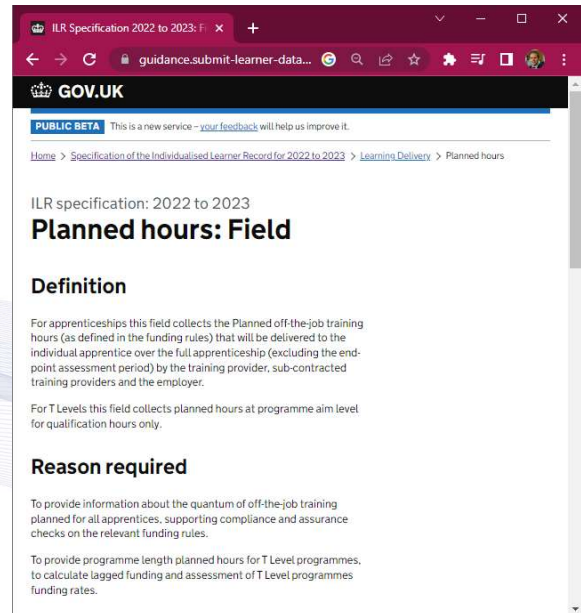 ILR Specification 2022 to 2023: Fi
guidance.submit-learner-data...
GOV.UK
PUBLIC BETA This is a new service – your feedback will help us improve it.
Home > Specification of the Individualised Learner Record for 2022 to 2023 > Learning Delivery > Planned hours
ILR specification: 2022 to 2023
Planned hours: Field
Definition
For apprenticeships this field collects the Planned off-the-job training
hours (as defined in the funding rules) that will be delivered to the
individual apprentice over the full apprenticeship (excluding the end-
point assessment period) by the training provider, sub-contracted
training providers and the employer.
For T Levels this field collects planned hours at programme aim level
for qualification hours only.
Reason required
To provide information about the quantum of off-the-job training
planned for all apprentices, supporting compliance and assurance
checks on the relevant funding rules.
To provide programme length planned hours for T Level programmes,
to calculate lagged funding and assessment of T Level programmes
funding rates.